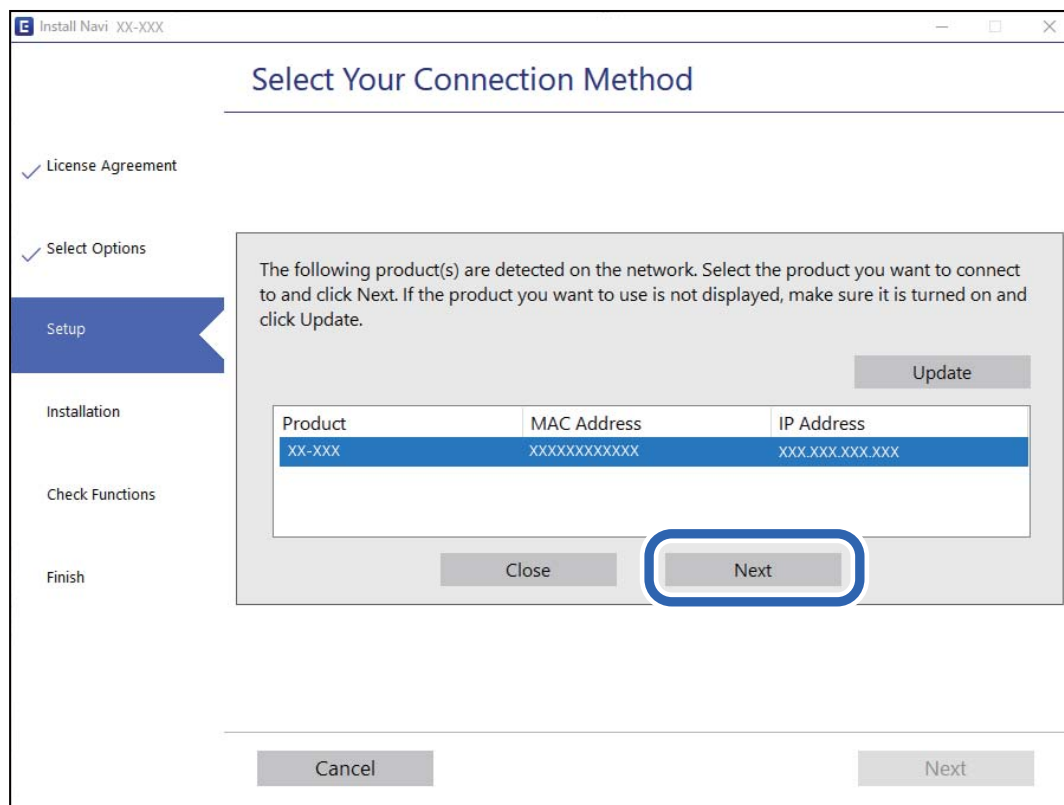 E Install Navi XX-XXX
Select Your Connection Method
License Agreement
Select Options
Setup
Installation
Check Functions
Finish
The following product(s) are detected on the network. Select the product you want to connect
to and click Next. If the product you want to use is not displayed, make sure it is turned on and
click Update.
Update
Product MAC Address IP Address
XX-XXX XXXXXXXXXXXX XXX.XXX.XXX.XXX
Close Next
Cancel Next